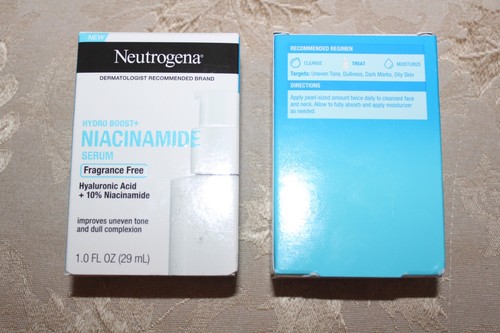 NEW
Neutrogena®
DERMATOLOGIST RECOMMENDED BRAND
HYDRO BOOST+
NIACINAMIDE
SERUM
Fragrance Free
Hyaluronic Acid
+ 10% Niacinamide
improves uneven tone
and dull complexion
1.0 FL OZ (29 mL)
RECOMMENDED REGIMEN
CLEANSE TREAT MOISTURIZE
Targets: Uneven Tone, Dullness, Dark Marks, Oily Skin
DIRECTIONS
Apply pearl-sized amount twice daily to cleansed face
and neck. Allow to fully absorb and apply moisturizer
as needed.